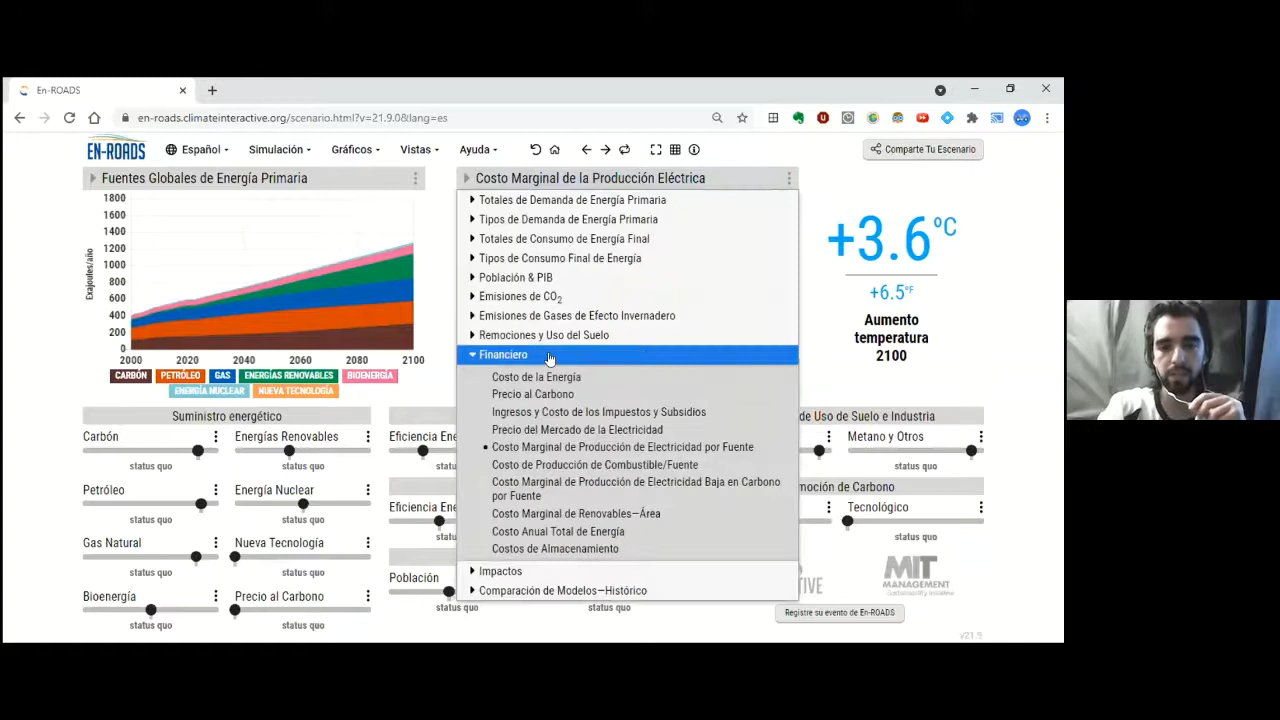 En-ROADS
en-roads.climateinteractive.org/scenario.html?v=21.9.0&lang=es
EN-ROADS
Español
Simulación
Gráficos
Vistas
Ayuda
Comparte Tu Escenario
Fuentes Globales de Energía Primaria
1800
1600
1400
1200
1000
800
600
400
200
0
Exajoules/año
2000 2020 2040 2060 2080 2100
CARBÓN PETRÓLEO GAS ENERGÍAS RENOVABLES BIOENERGÍA
ENERGÍA NUCLEAR NUEVA TECNOLOGÍA
Costo Marginal de la Producción Eléctrica
Totales de Demanda de Energía Primaria
Tipos de Demanda de Energía Primaria
Totales de Consumo de Energía Final
Tipos de Consumo Final de Energía
Población & PIB
Emisiones de CO2
Emisiones de Gases de Efecto Invernadero
Remociones y Uso del Suelo
Financiero
Costo de la Energía
Precio al Carbono
Ingresos y Costo de los Impuestos y Subsidios
Precio del Mercado de la Electricidad
Costo Marginal de Producción de Electricidad por Fuente
Costo de Producción de Combustible/Fuente
Costo Marginal de Producción de Electricidad Baja en Carbono
por Fuente
Costo Marginal de Renovables—Área
Costo Anual Total de Energía
Costos de Almacenamiento
Impactos
Comparación de Modelos—Histórico
+3.6°C
+6.5°F
Aumento
temperatura
2100
Suministro energético
Carbón
status quo
Energías Renovables
status quo
Petróleo
status quo
Energía Nuclear
status quo
Gas Natural
status quo
Nueva Tecnología
status quo
Bioenergía
status quo
Precio al Carbono
status quo
Eficiencia Ene
Eficiencia Ene
Población
status quo
status quo
de Uso de Suelo e Industria
Metano y Otros
status quo
moción de Carbono
Tecnológico
status quo
CTIVE
MIT
MANAGEMENT
Registre su evento de En-ROADS
v21.9